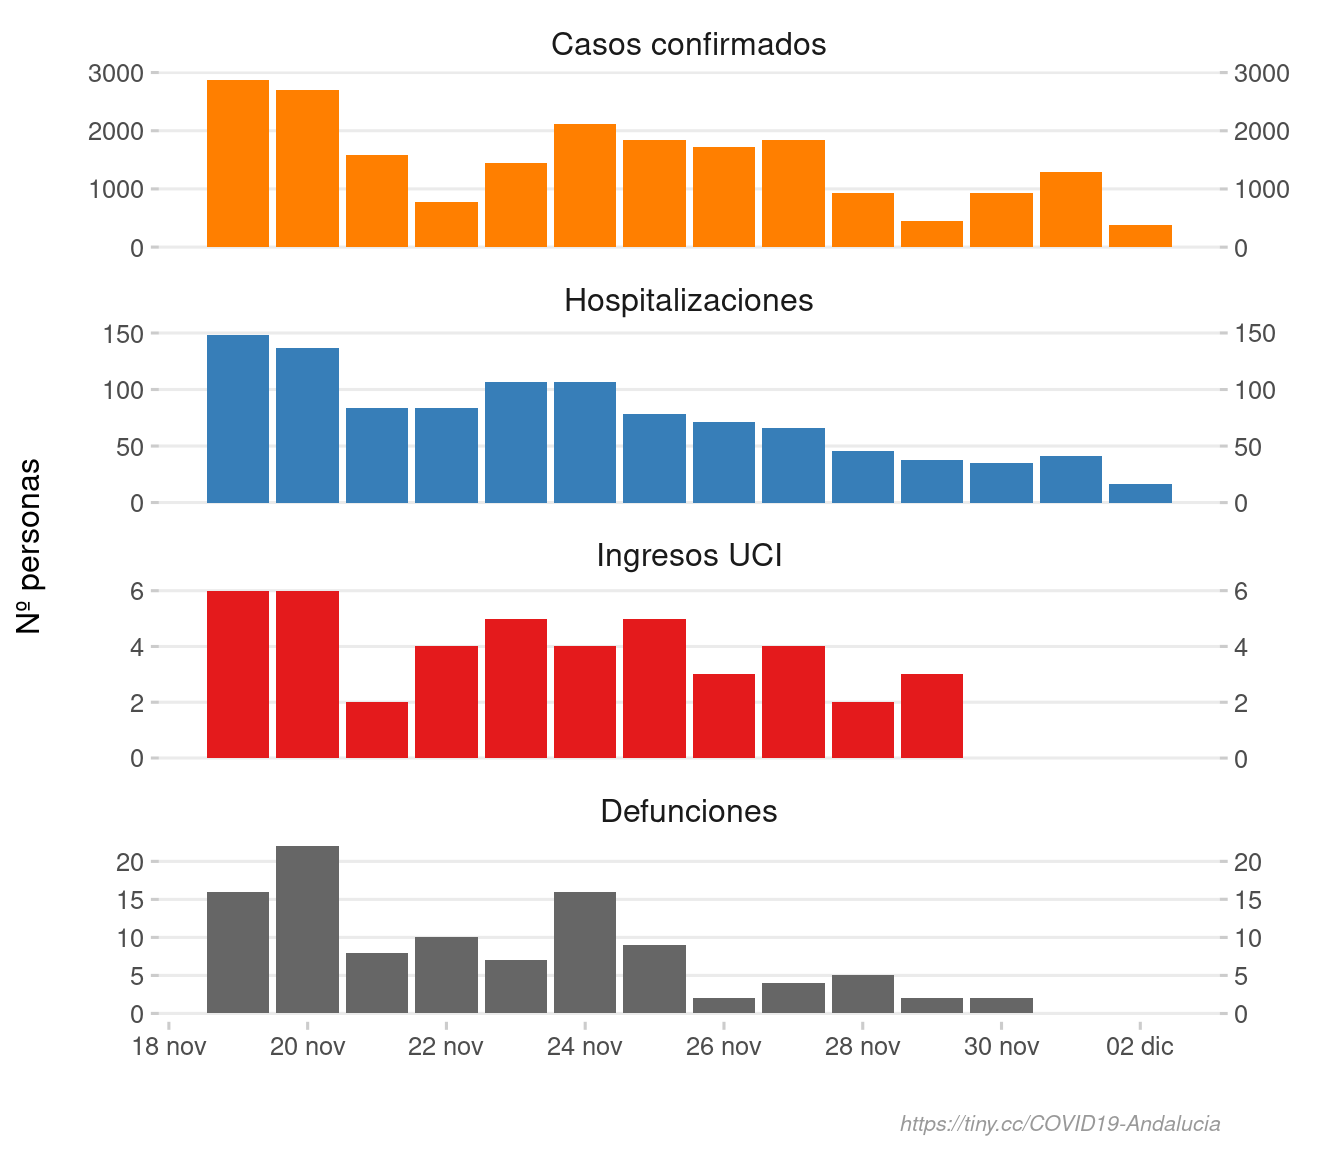 Casos confirmados
3000 3000
2000 2000
1000 1000
0 0
Hospitalizaciones
150 150
100 100
50 50
0 0
Nº personas
Ingresos UCI
6 6
4 4
2 2
0 0
Defunciones
20 20
15 15
10 10
5 5
0 0
18 nov 20 nov 22 nov 24 nov 26 nov 28 nov 30 nov 02 dic
https://tiny.cc/COVID19-Andalucia